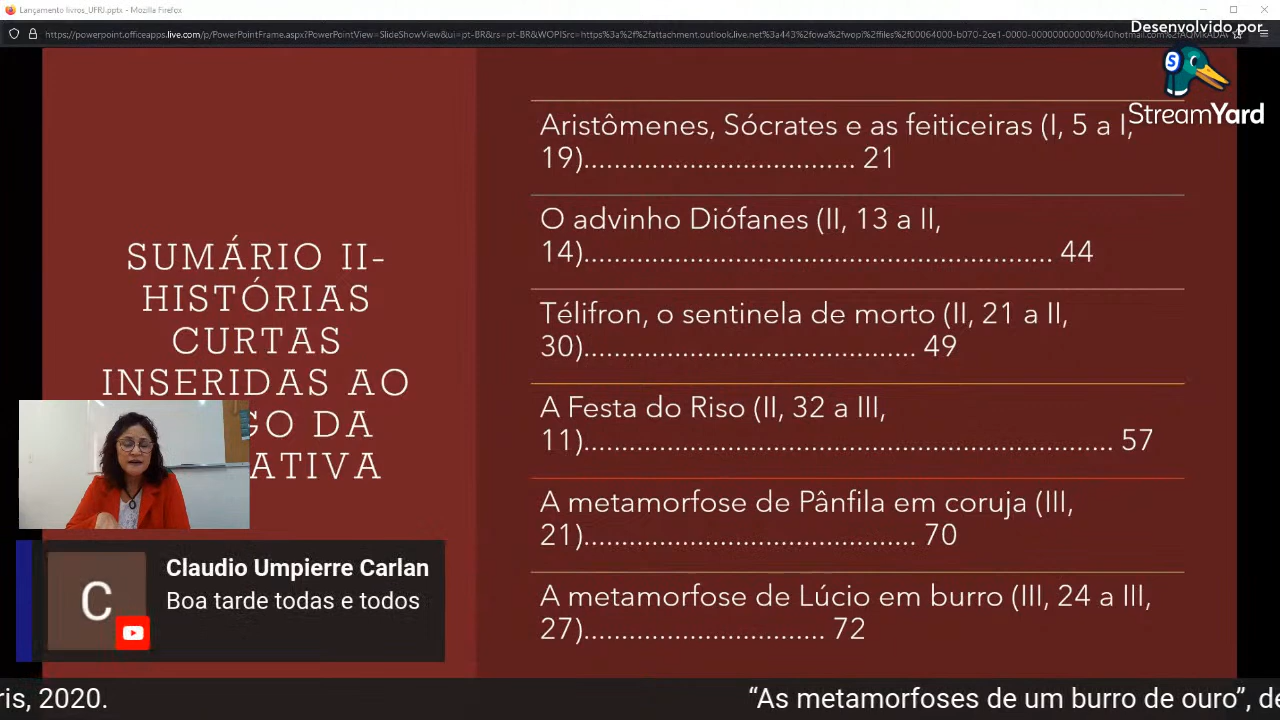 Lançamento livros_UFRJ.pptx - Mozilla Firefox
Desenvolvido por
StreamYard
SUMÁRIO II-
HISTÓRIAS
CURTAS
INSERIDAS AO
GO DA
ATIVA
Aristômenes, Sócrates e as feiticeiras (I, 5 a I,
19)................................ 21
O advinho Diófanes (II, 13 a II,
14)...................................................... 44
Télifron, o sentinela de morto (II, 21 a II,
30)....................................... 49
A Festa do Riso (II, 32 a III,
11)............................................................. 57
A metamorfose de Pânfila em coruja (III,
21)....................................... 70
A metamorfose de Lúcio em burro (III, 24 a III,
27)............................. 72
C
Claudio Umpierre Carlan
Boa tarde todas e todos
ris, 2020.
“As metamorfoses de um burro de ouro”, de